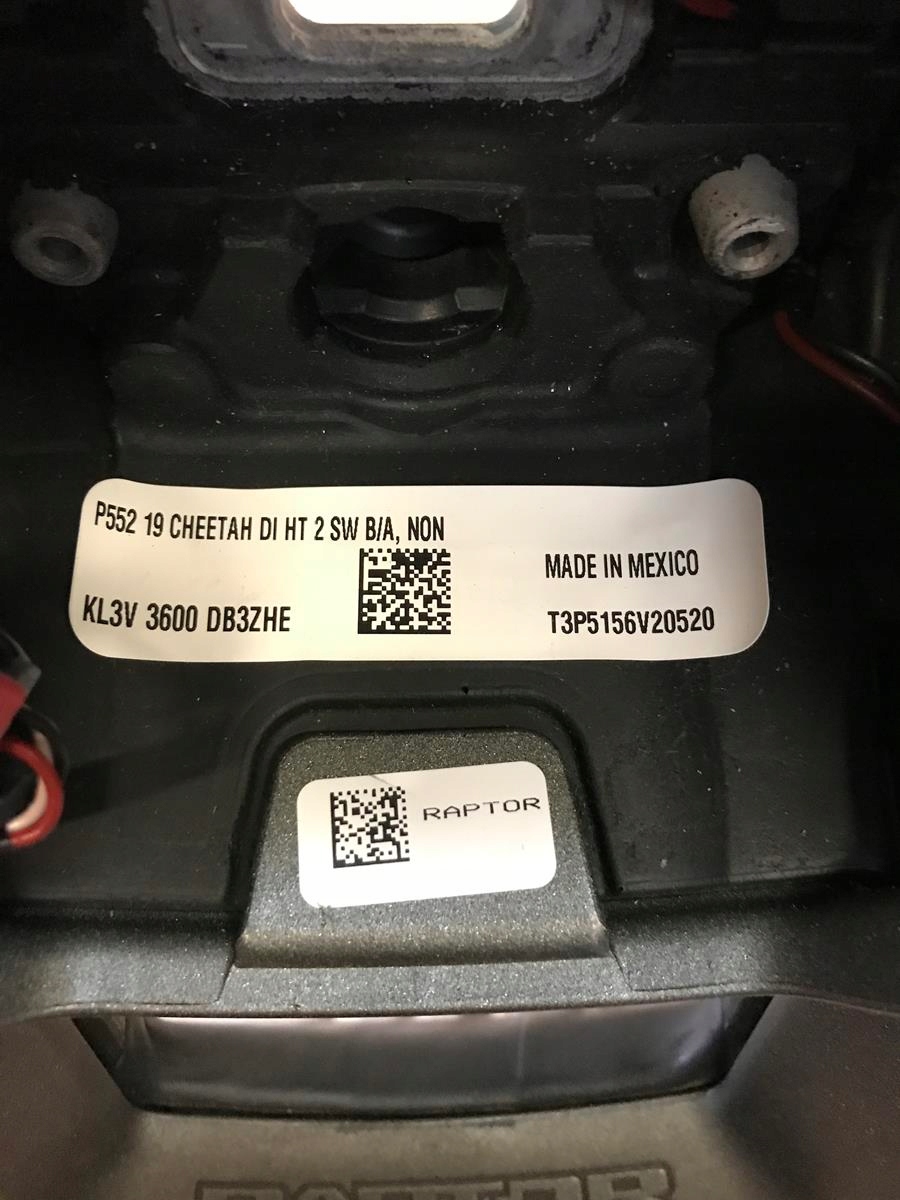 P552 19 CHEETAH DI HT 2 SW B/A, NON
MADE IN MEXICO
KL3V 3600 DB3ZHE
T3P5156V20520
RAPTOR